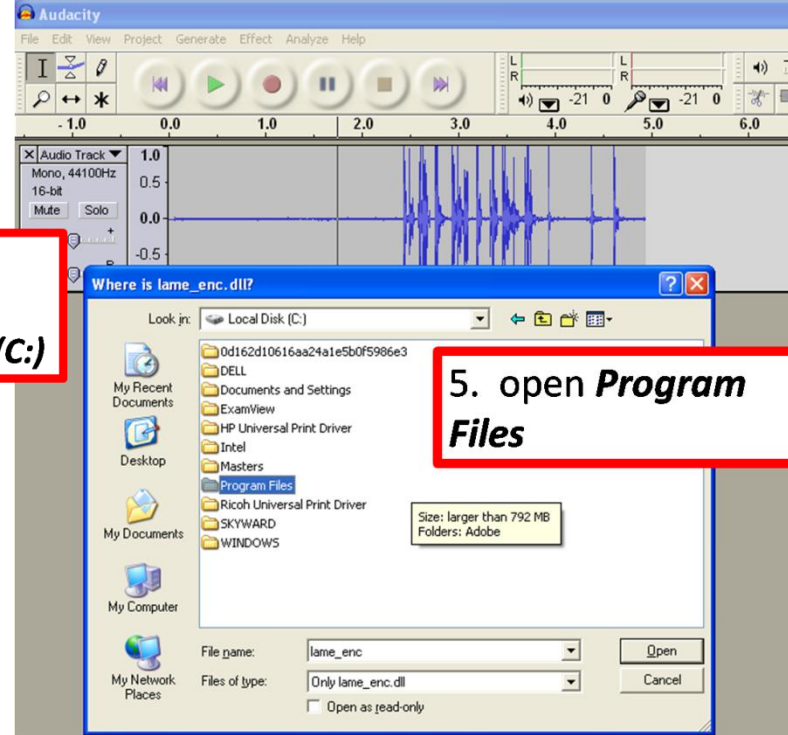 Audacity
File Edit View Project Generate Effect Analyze Help
L
R
L
R
-21 0
-21 0
- 1.0 0.0 1.0 2.0 3.0 4.0 5.0 6.0
X Audio Track
Mono, 44100Hz
16-bit
Mute Solo
- +
R
1.0
0.5
0.0
-0.5
(C:)
Where is lame_enc.dll?
Look in: Local Disk (C:)
My Recent
Documents
Desktop
My Documents
My Computer
My Network
Places
0d162d10616aa24a1e5b0f5986e3
DELL
Documents and Settings
ExamView
HP Universal Print Driver
Intel
Masters
Program Files
Ricoh Universal Print Driver
SKYWARD
WINDOWS
5. open Program
Files
Size: larger than 792 MB
Folders: Adobe
File name: lame_enc Open
Files of type: Only lame_enc.dll Cancel
Open as read-only